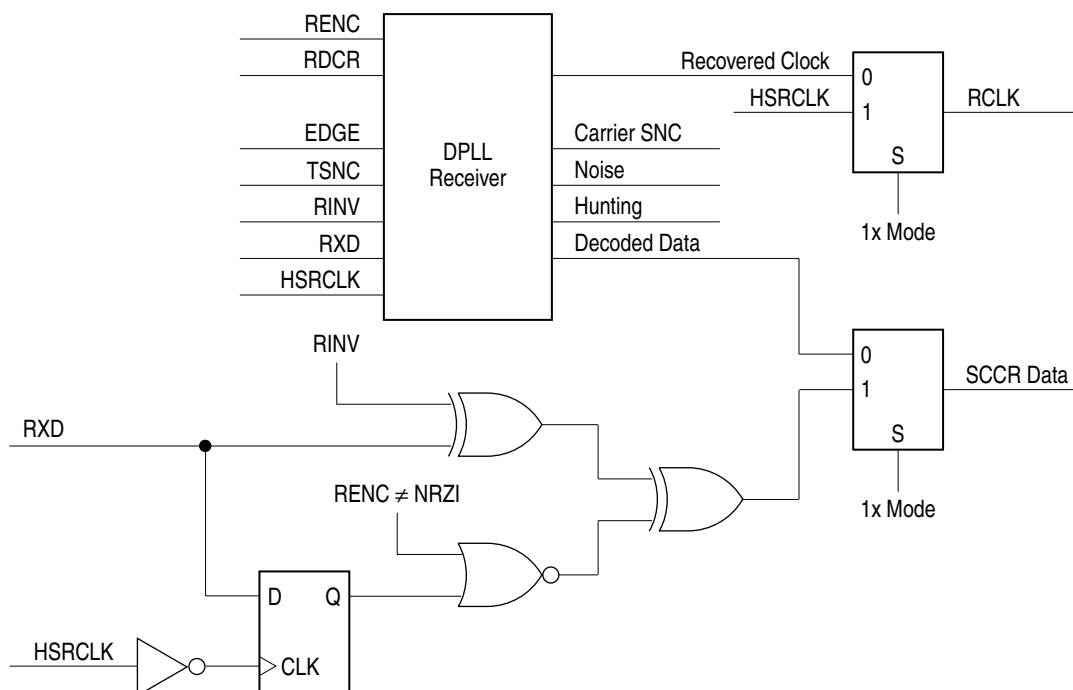 RENC
RDCR
EDGE
TSNC
RINV
RXD
HSRCLK
DPLL
Receiver
Recovered Clock
HSRCLK
Carrier SNC
Noise
Hunting
Decoded Data
0
1
S
RCLK
1x Mode
RINV
RXD
RENC ≠ NRZI
0
1
S
SCCR Data
1x Mode
D
Q
CLK
HSRCLK